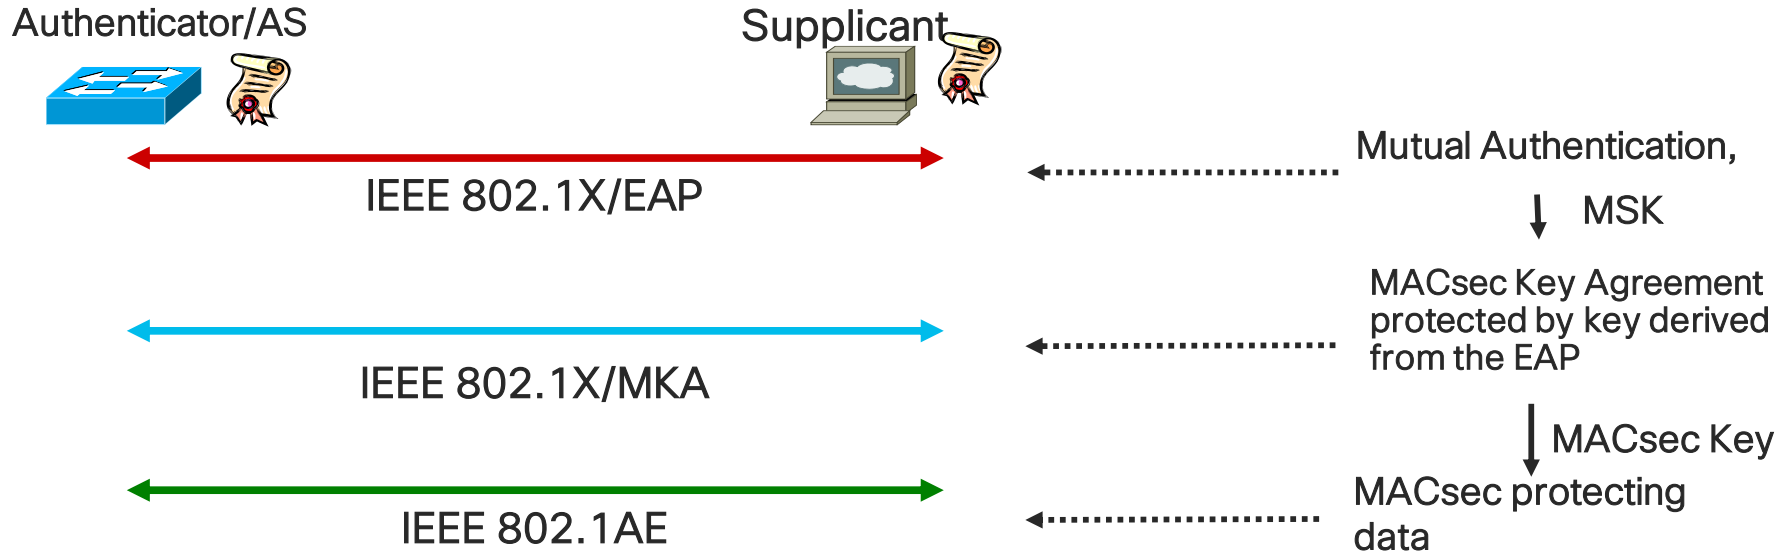 Authenticator/AS
Supplicant
Mutual Authentication,
IEEE 802.1X/EAP
MSK
MACsec Key Agreement
protected by key derived
from the EAP
IEEE 802.1X/MKA
MACsec Key
MACsec protecting
data
IEEE 802.1AE